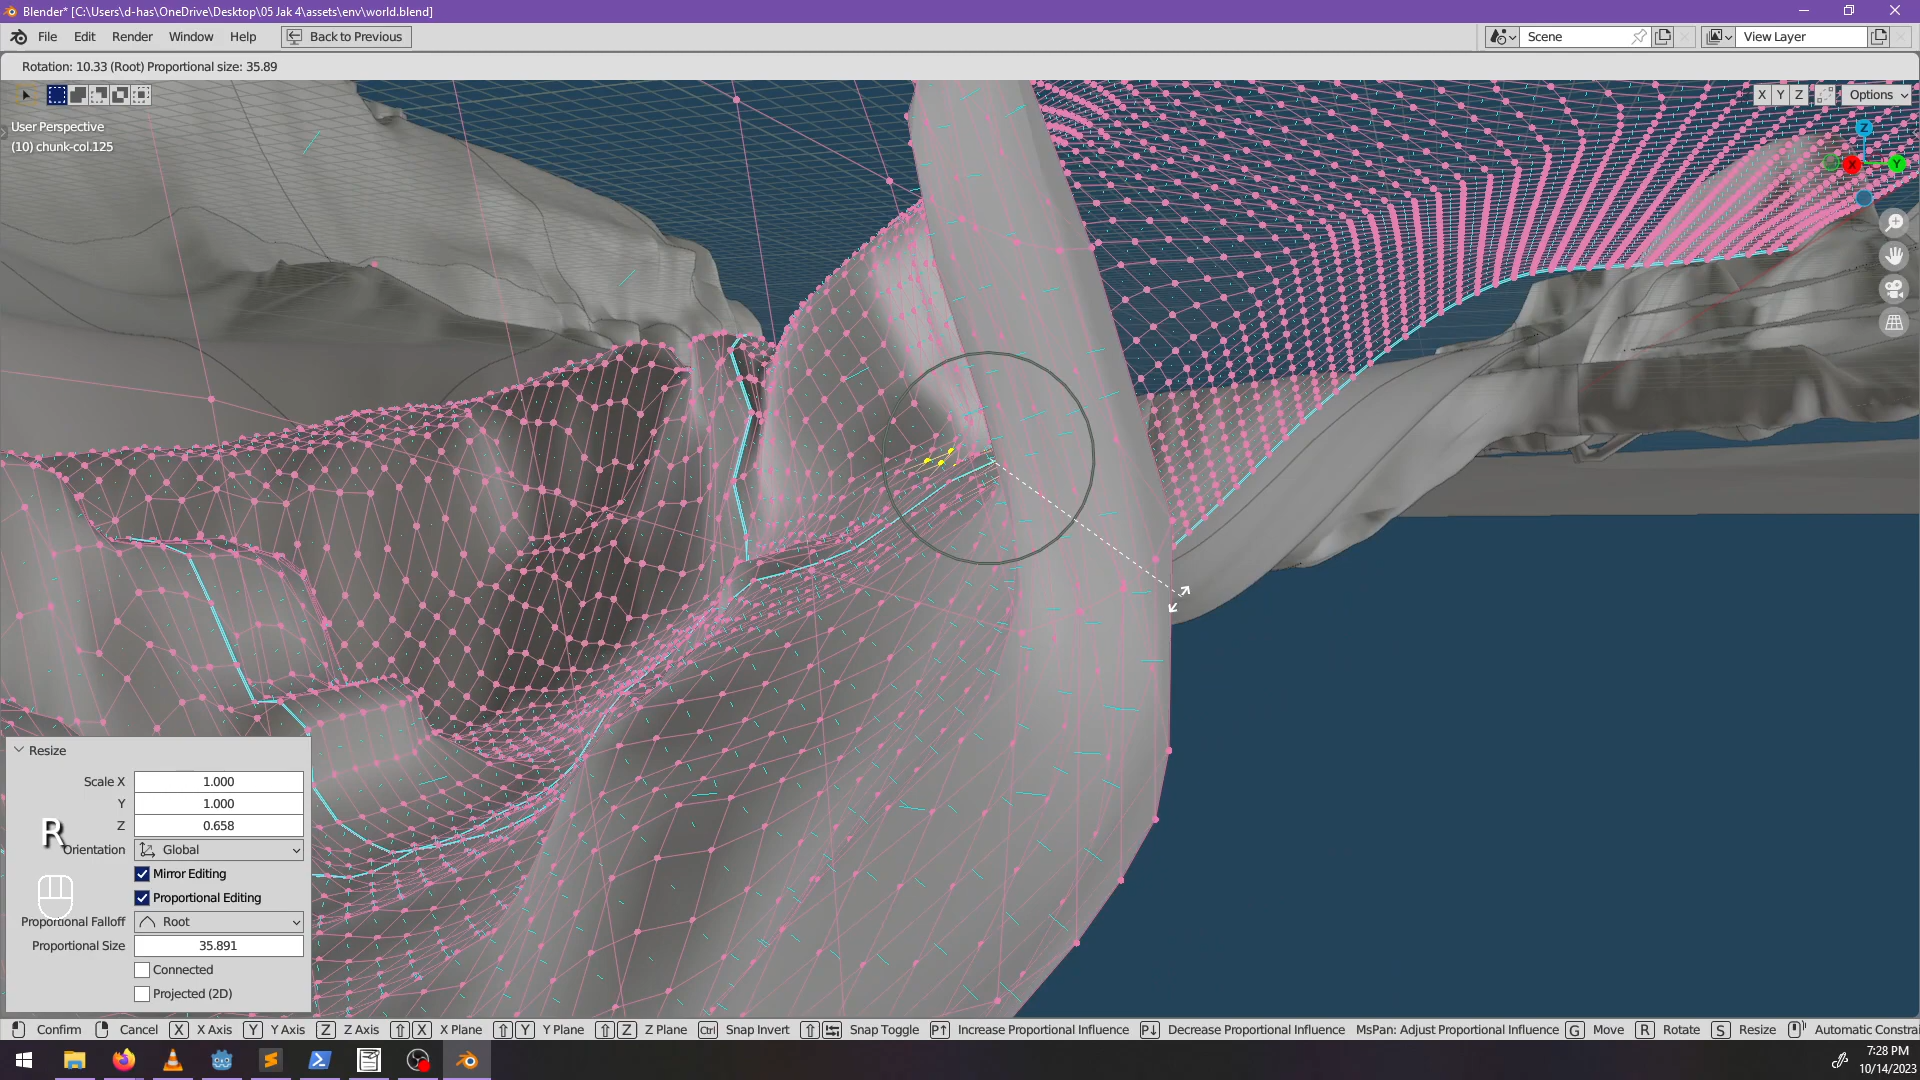 Blender* [C:\Users\d-has\OneDrive\Desktop\05 Jak 4\assets\env\world.blend]
File Edit Render Window Help Back to Previous Scene View Layer
Rotation: 10.33 (Root) Proportional size: 35.89
X Y Z Options
User Perspective
(10) chunk-col.125
Z
X Y
Resize
Scale X 1.000
Y 1.000
Z 0.658
R
Orientation Global
Mirror Editing
Proportional Editing
Proportional Falloff Root
Proportional Size 35.891
Connected
Projected (2D)
Confirm Cancel X X Axis Y Y Axis Z Z Axis ⇧ X X Plane ⇧ Y Y Plane ⇧ Z Z Plane Ctrl Snap Invert ⇧ Snap Toggle P↑ Increase Proportional Influence P↓ Decrease Proportional Influence MsPan: Adjust Proportional Influence G Move R Rotate S Resize Automatic Constrai
7:28 PM
10/14/2023